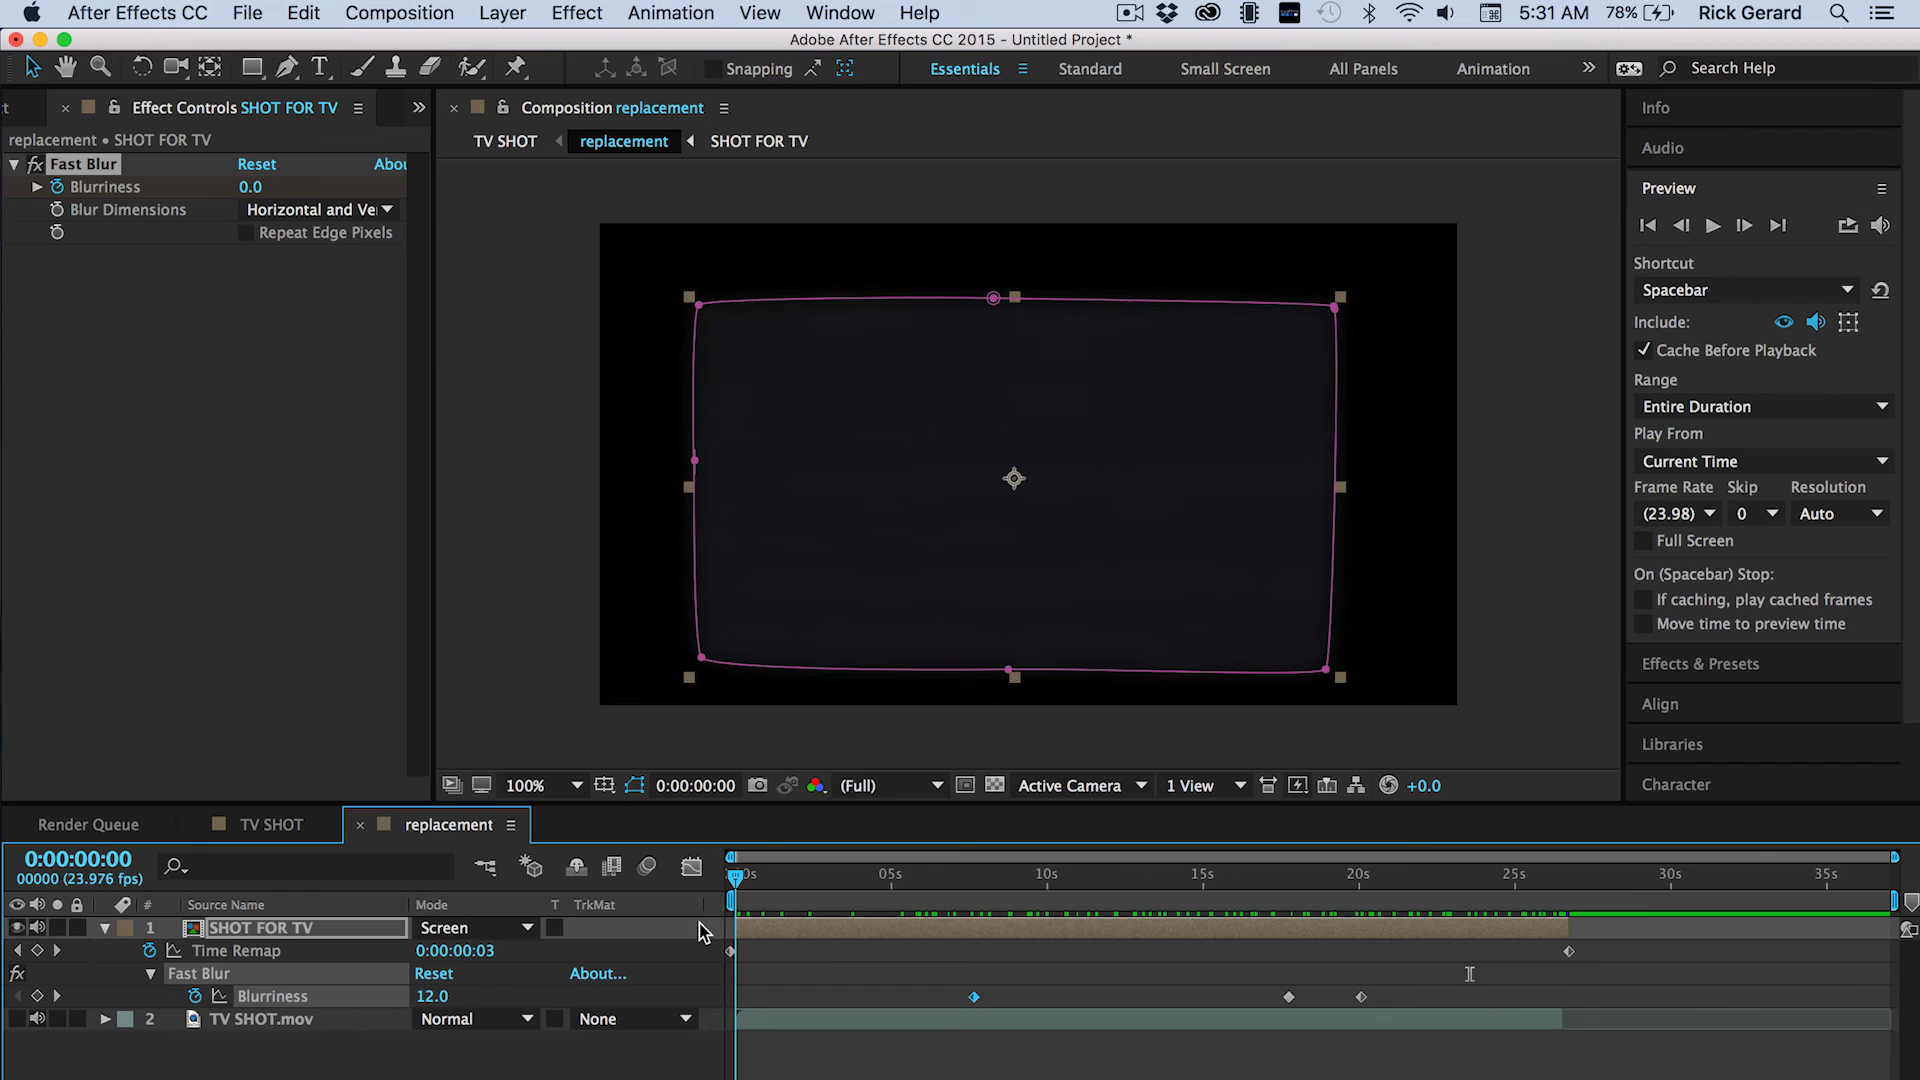 After Effects CC File Edit Composition Layer Effect Animation View Window Help 5:31 AM 78% Rick Gerard
Adobe After Effects CC 2015 - Untitled Project *
Snapping Essentials Standard Small Screen All Panels Animation Search Help
Effect Controls SHOT FOR TV
replacement • SHOT FOR TV
fx Fast Blur Reset Abou
Blurriness 0.0
Blur Dimensions Horizontal and Ve
Repeat Edge Pixels
Composition replacement
TV SHOT replacement SHOT FOR TV
100% 0:00:00:00 (Full) Active Camera 1 View +0.0
Info
Audio
Preview
Shortcut
Spacebar
Include:
Cache Before Playback
Range
Entire Duration
Play From
Current Time
Frame Rate Skip Resolution
(23.98) 0 Auto
Full Screen
On (Spacebar) Stop:
If caching, play cached frames
Move time to preview time
Effects & Presets
Align
Libraries
Character
Render Queue TV SHOT replacement
0:00:00:00
00000 (23.976 fps)
0s 05s 10s 15s 20s 25s 30s 35s
# Source Name Mode T TrkMat
1 SHOT FOR TV Screen
Time Remap 0:00:00:03
fx Fast Blur Reset About...
Blurriness 12.0
2 TV SHOT.mov Normal None